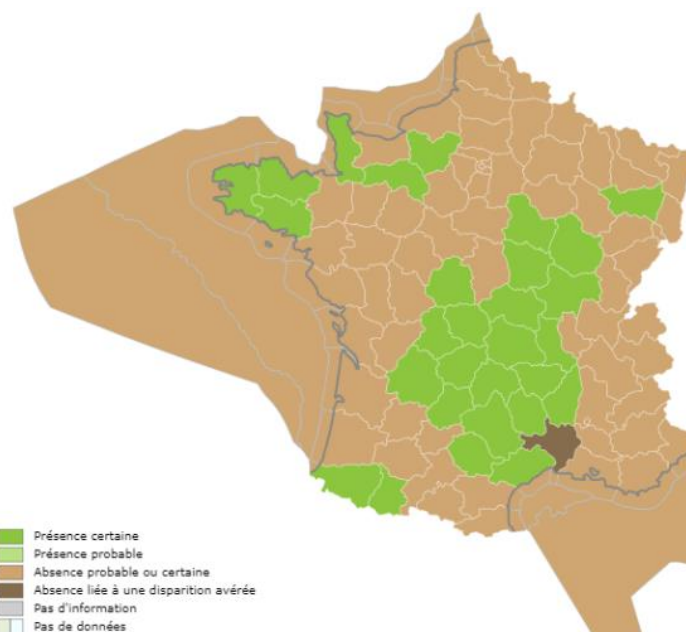 Présence certaine
Présence probable
Absence probable ou certaine
Absence liée à une disparition avérée
Pas d'information
Pas de données